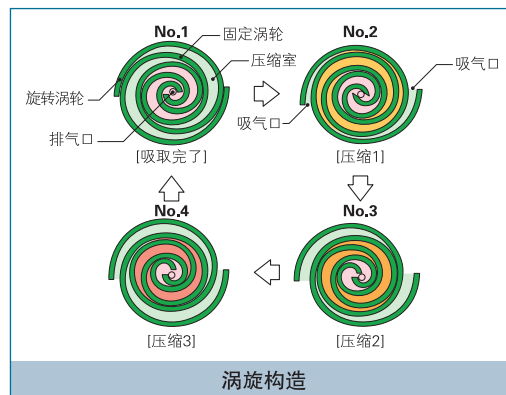 No.1
固定涡轮
No.2
压缩室
吸气口
旋转涡轮
吸气口
排气口
[吸取完了]
[压缩1]
No.4
No.3
[压缩3]
[压缩2]
涡旋构造